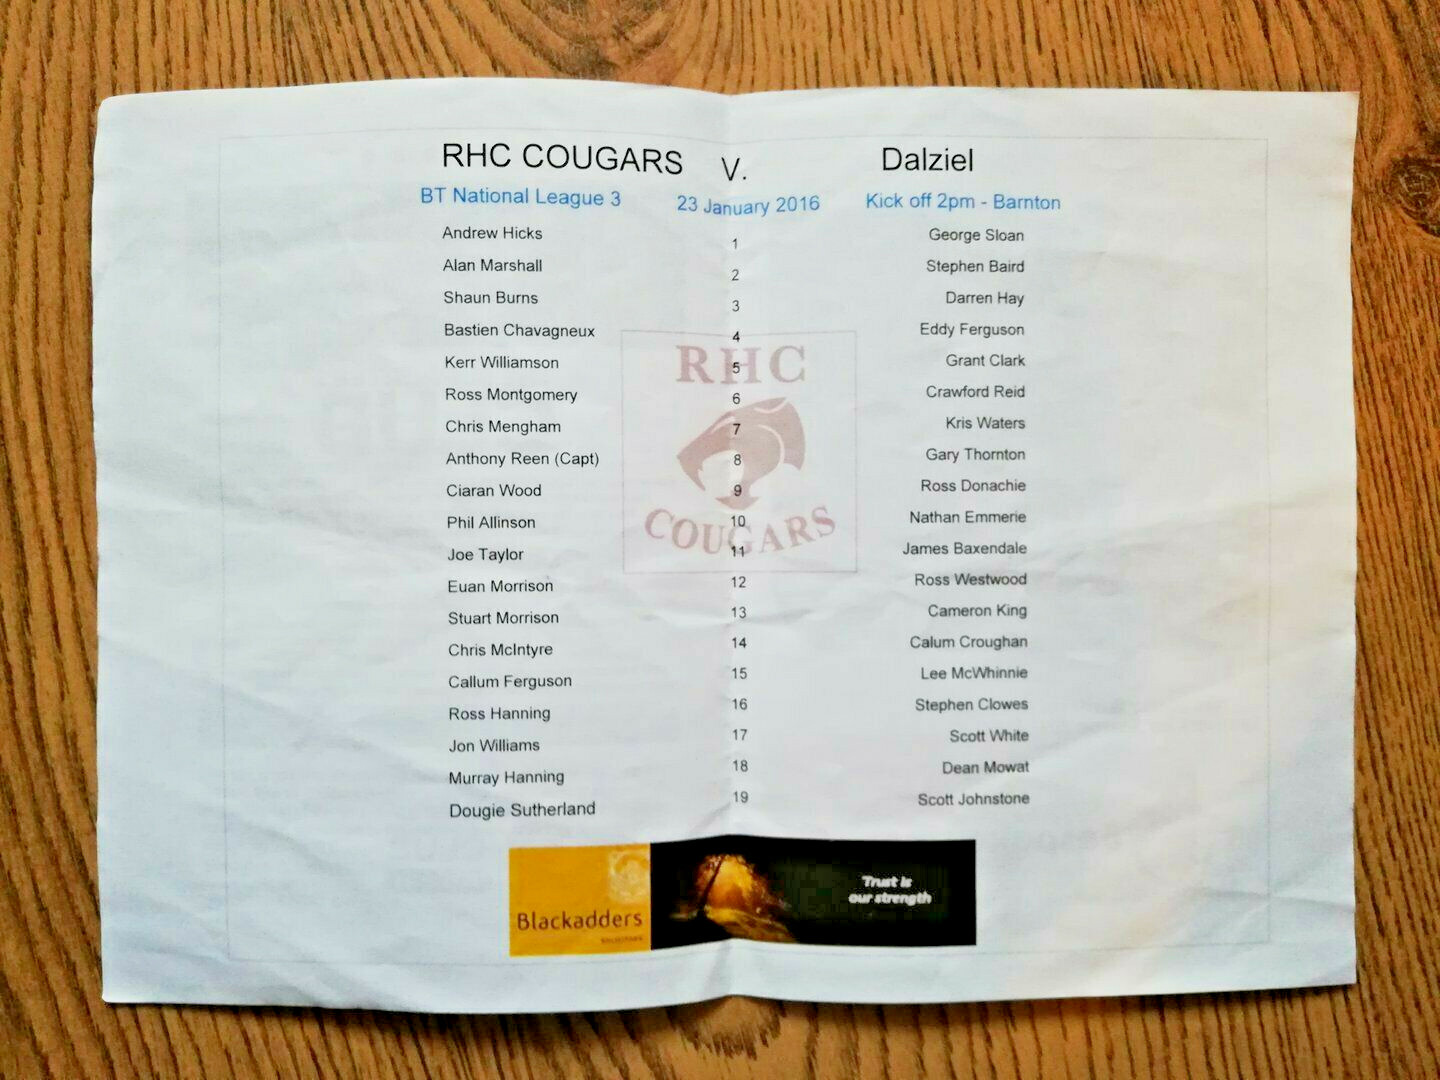 RHC COUGARS V. Dalziel
BT National League 3 23 January 2016 Kick off 2pm - Barnton
Andrew Hicks 1 George Sloan
Alan Marshall 2 Stephen Baird
Shaun Burns 3 Darren Hay
Bastien Chavagneux 4 Eddy Ferguson
Kerr Williamson 5 Grant Clark
Ross Montgomery 6 Crawford Reid
Chris Mengham 7 Kris Waters
Anthony Reen (Capt) 8 Gary Thornton
Ciaran Wood 9 Ross Donachie
Phil Allinson 10 Nathan Emmerie
Joe Taylor 11 James Baxendale
Euan Morrison 12 Ross Westwood
Stuart Morrison 13 Cameron King
Chris McIntyre 14 Calum Croughan
Callum Ferguson 15 Lee McWhinnie
Ross Hanning 16 Stephen Clowes
Jon Williams 17 Scott White
Murray Hanning 18 Dean Mowat
Dougie Sutherland 19 Scott Johnstone
RHC
COUGARS
Blackadders
Trust is
our strength